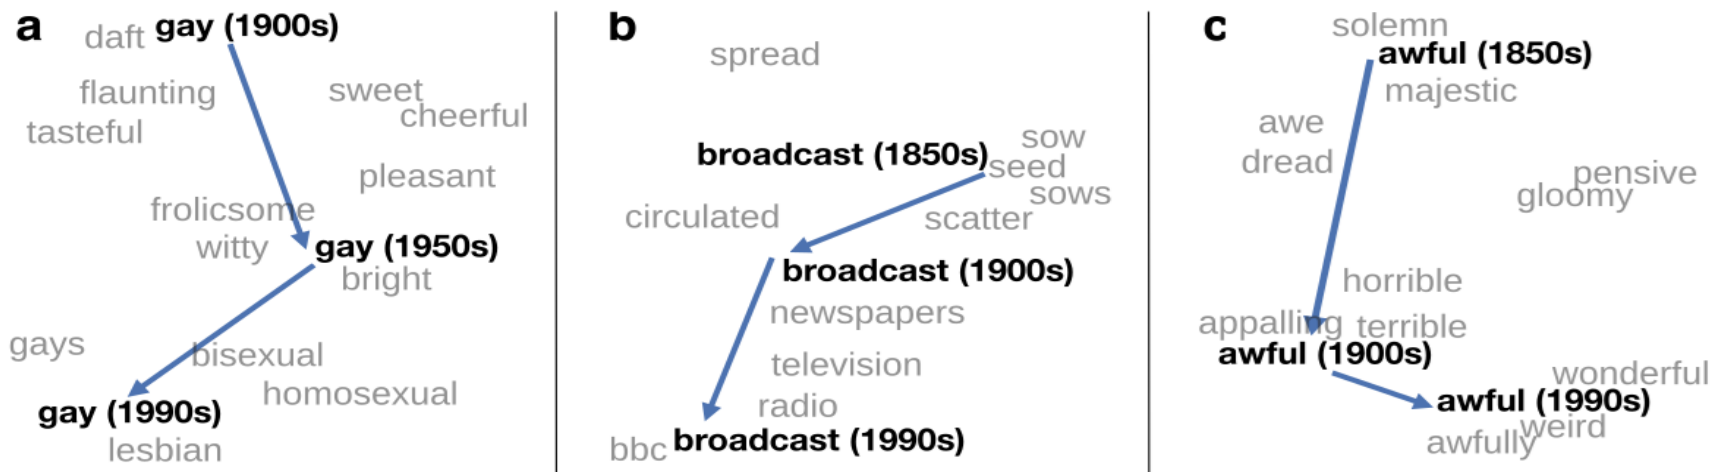 a
daft gay (1900s)
flaunting
sweet
cheerful
tasteful
pleasant
frolicsome
witty
gay (1950s)
bright
gays
bisexual
homosexual
gay (1990s)
lesbian
b
spread
sow
broadcast (1850s)
seed
sows
circulated
scatter
broadcast (1900s)
newspapers
television
radio
bbc broadcast (1990s)
c
solemn
awful (1850s)
majestic
awe
dread
pensive
gloomy
horrible
appalling terrible
awful (1900s)
wonderful
awful (1990s)
weird
awfully